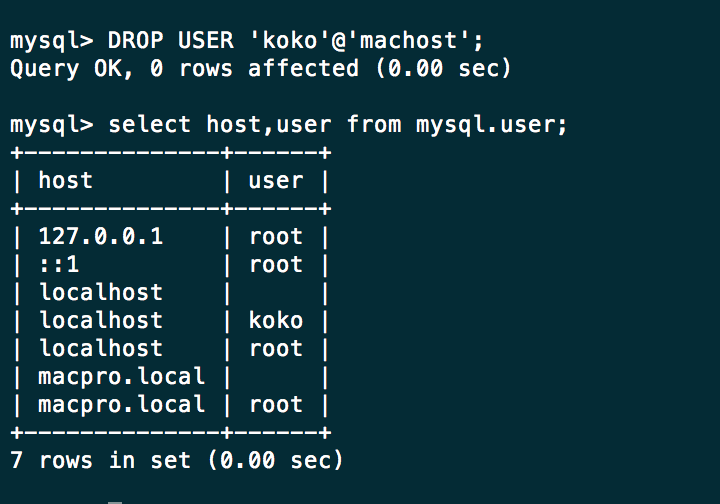 mysql> DROP USER 'koko'@'machost';
Query OK, 0 rows affected (0.00 sec)
mysql> select host,user from mysql.user;
+--------------+------+
| host         | user |
+--------------+------+
| 127.0.0.1    | root |
| ::1          | root |
| localhost    |      |
| localhost    | koko |
| localhost    | root |
| macpro.local |      |
| macpro.local | root |
+--------------+------+
7 rows in set (0.00 sec)